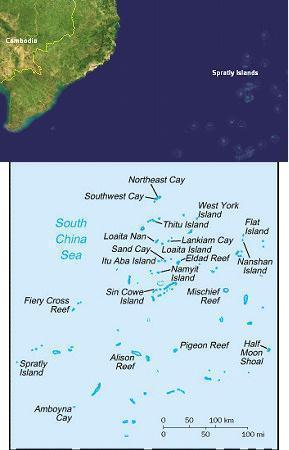 Cambodia
Spratly Islands
Northeast Cay
Southwest Cay
West York
Island
Thitu Island
Flat
Island
South
China
Sea
Loaita Nan
Lankiam Cay
Sand Cay
Loaita Island
Itu Aba Island
Eldad Reef
Namyit
Island
Nanshan
Island
Sin Cowe
Island
Mischief
Reef
Fiery Cross
Reef
Pigeon Reef
Half
Moon
Shoal
Alison
Reef
Spratly
Island
Amboyna
Cay
0 50 100 km
0 50 100 mi